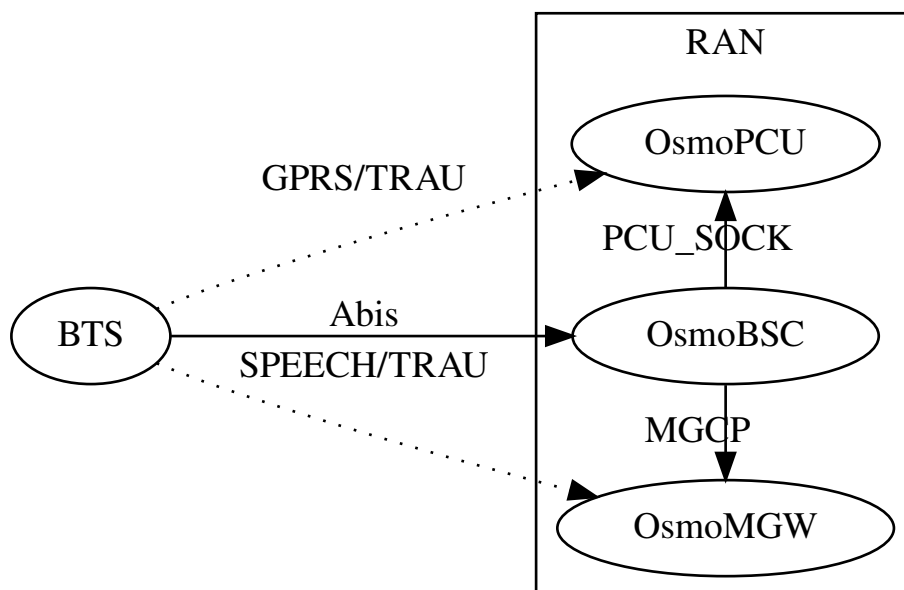 RAN
OsmoPCU
GPRS/TRAU
PCU_SOCK
Abis
BTS
OsmoBSC
SPEECH/TRAU
MGCP
OsmoMGW